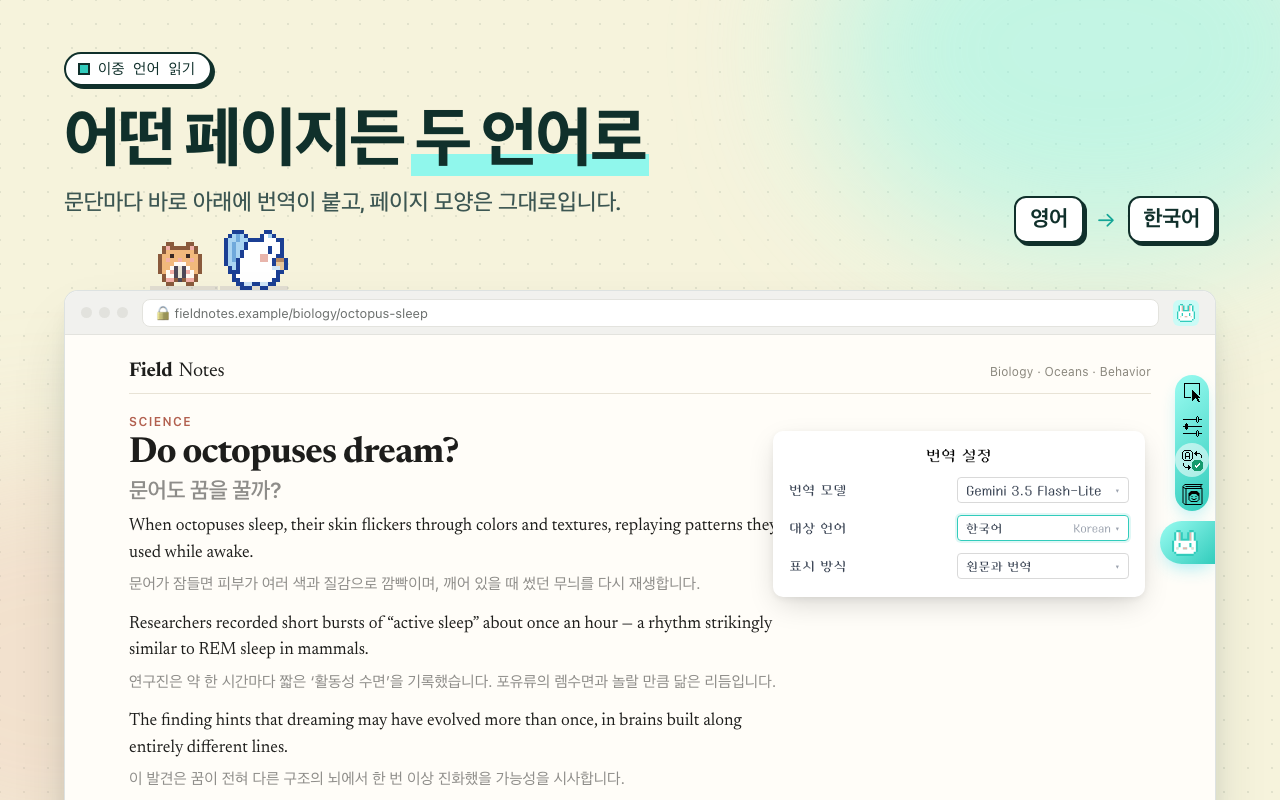 이중 언어 읽기
어떤 페이지든 두 언어로
문단마다 바로 아래에 번역이 붙고, 페이지 모양은 그대로입니다.
영어 → 한국어
fieldnotes.example/biology/octopus-sleep
Field Notes
Biology · Oceans · Behavior
SCIENCE
Do octopuses dream?
문어도 꿈을 꿀까?
When octopuses sleep, their skin flickers through colors and textures, replaying patterns they
used while awake.
문어가 잠들면 피부가 여러 색과 질감으로 깜빡이며, 깨어 있을 때 썼던 무늬를 다시 재생합니다.
Researchers recorded short bursts of “active sleep” about once an hour — a rhythm strikingly
similar to REM sleep in mammals.
연구진은 약 한 시간마다 짧은 ‘활동성 수면’을 기록했습니다. 포유류의 렘수면과 놀랄 만큼 닮은 리듬입니다.
The finding hints that dreaming may have evolved more than once, in brains built along
entirely different lines.
이 발견은 꿈이 전혀 다른 구조의 뇌에서 한 번 이상 진화했을 가능성을 시사합니다.
번역 설정
번역 모델 Gemini 3.5 Flash-Lite
대상 언어 한국어 Korean
표시 방식 원문과 번역